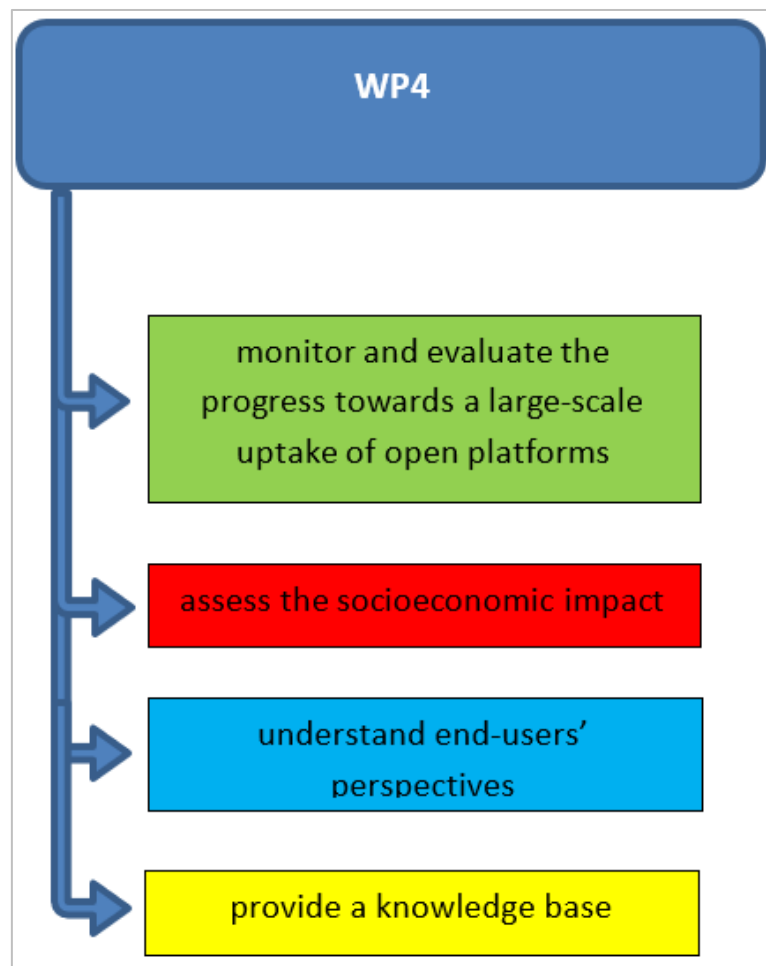 WP4
monitor and evaluate the
progress towards a large-scale
uptake of open platforms
assess the socioeconomic impact
understand end-users’
perspectives
provide a knowledge base